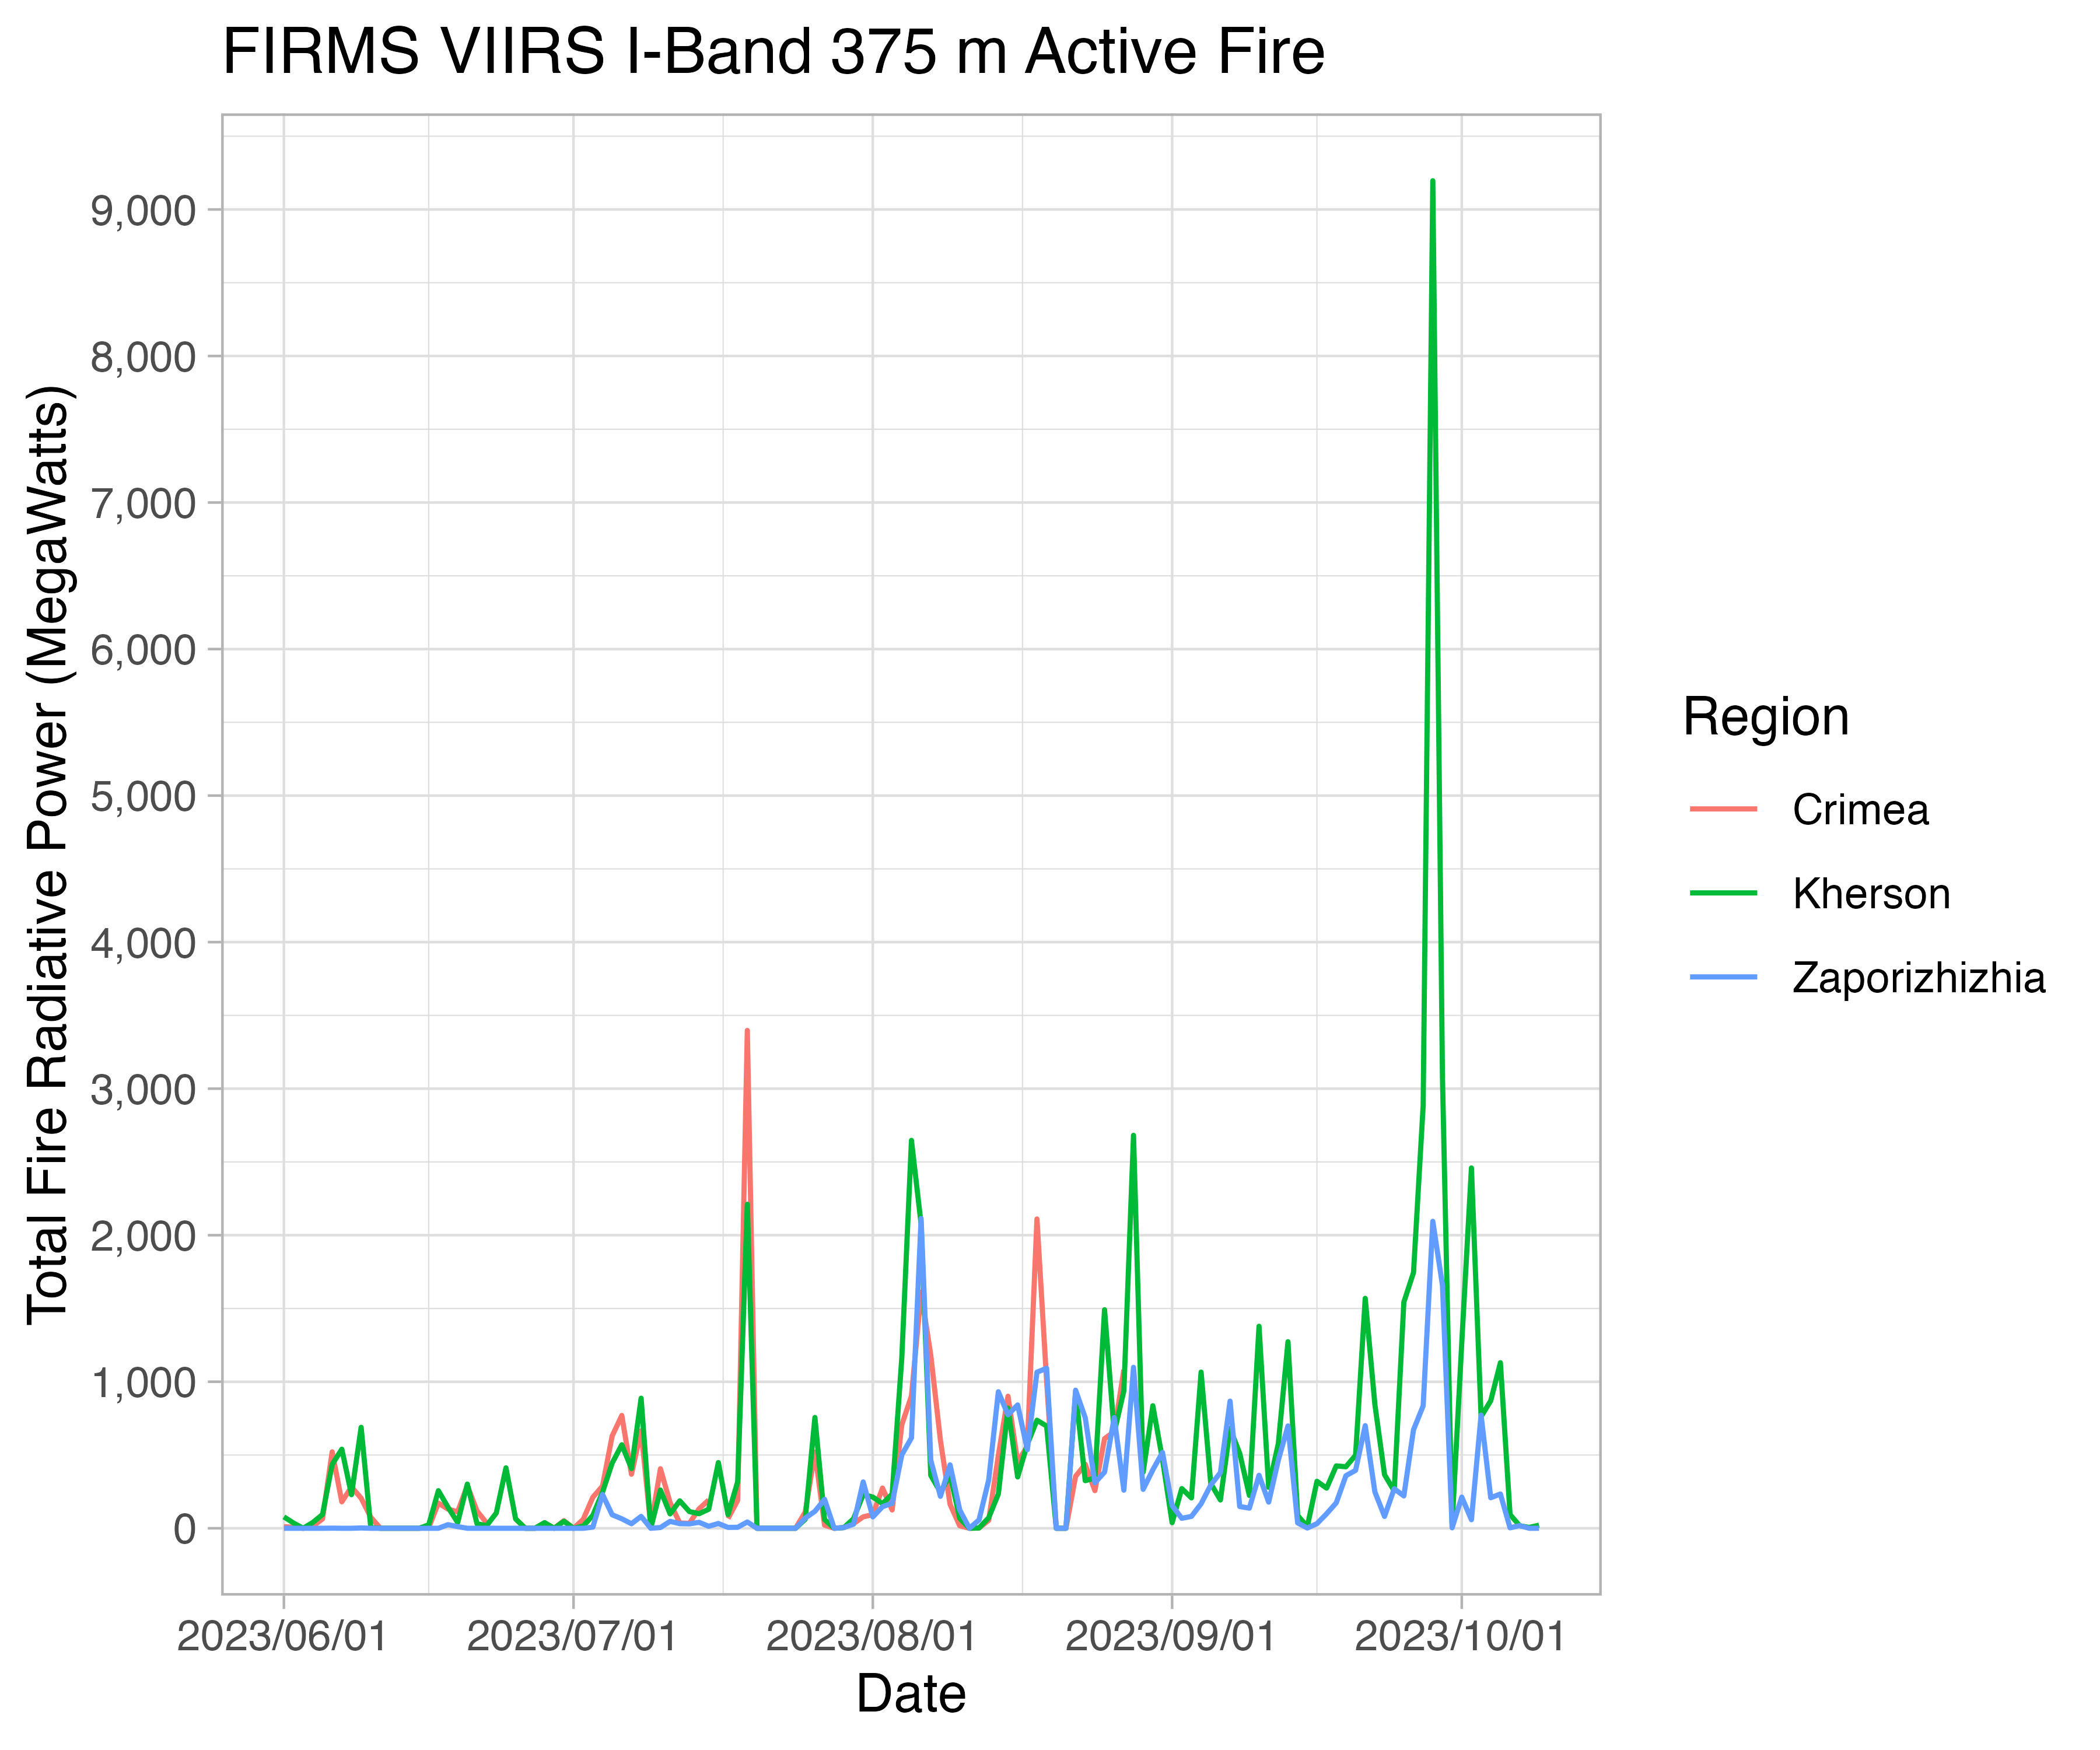 FIRMS VIIRS I-Band 375 m Active Fire
Total Fire Radiative Power (MegaWatts)
9,000
8,000
7,000
6,000
5,000
4,000
3,000
2,000
1,000
0
2023/06/01 2023/07/01 2023/08/01 2023/09/01 2023/10/01
Date
Region
Crimea
Kherson
Zaporizhizhia